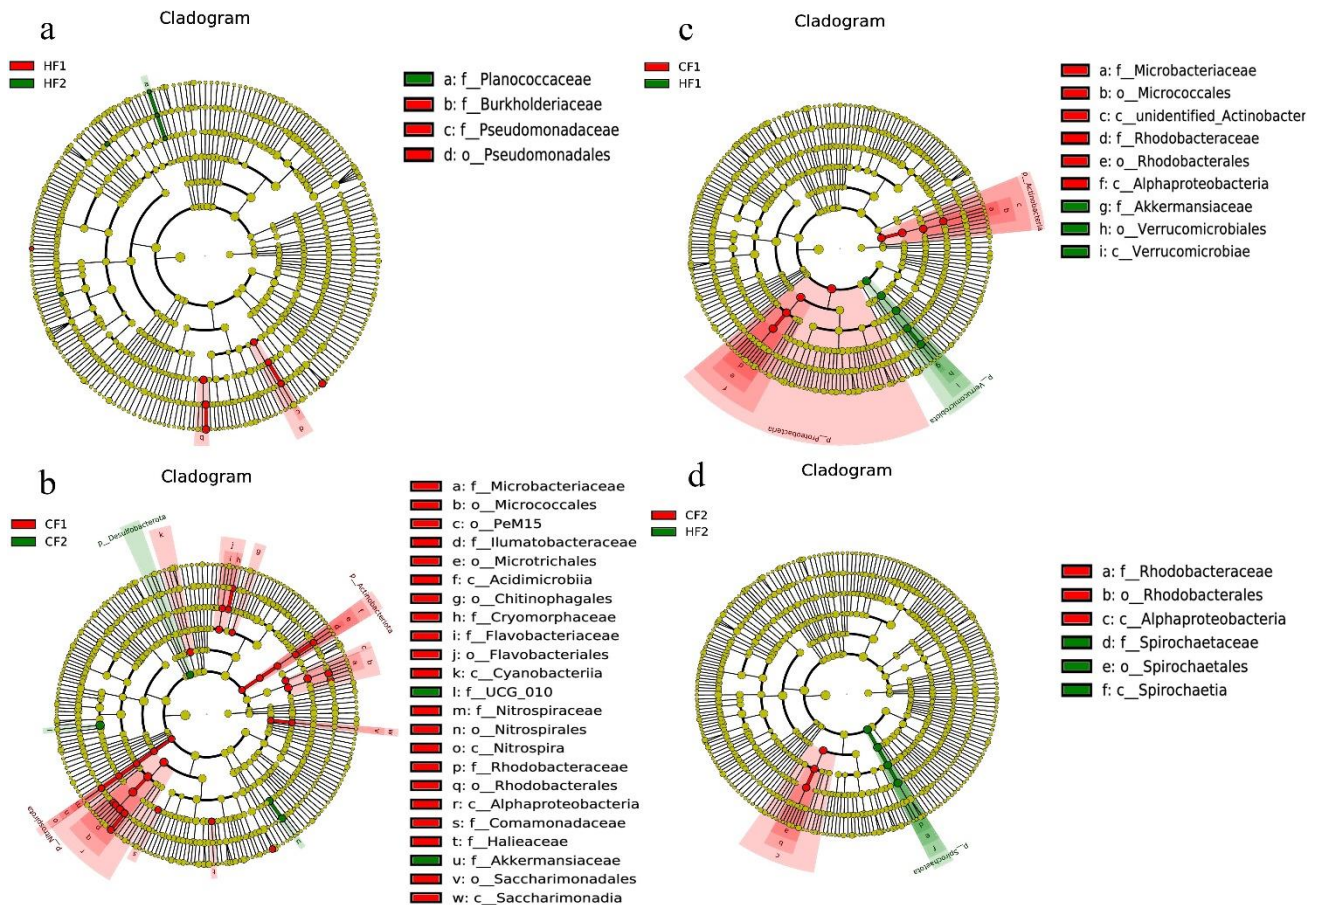 a
Cladogram
HF1
HF2
a: f__Planococcaceae
b: f__Burkholderiaceae
c: f__Pseudomonadaceae
d: o__Pseudomonadales
a
b
c
d
c
Cladogram
CF1
HF1
a: f__Microbacteriaceae
b: o__Micrococcales
c: c__unidentified_Actinobacter
d: f__Rhodobacteraceae
e: o__Rhodobacterales
f: c__Alphaproteobacteria
g: f__Akkermansiaceae
h: o__Verrucomicrobiales
i: c__Verrucomicrobiae
p__Actinobacteria
a
b
c
d
e
f
g
h
i
p__Proteobacteria
p__Verrucomicrobiota
b
Cladogram
CF1
CF2
a: f__Microbacteriaceae
b: o__Micrococcales
c: o__PeM15
d: f__Ilumatobacteraceae
e: o__Microtrichales
f: c__Acidimicrobiia
g: o__Chitinophagales
h: f__Cryomorphaceae
i: f__Flavobacteriaceae
j: o__Flavobacteriales
k: c__Cyanobacteriia
l: f__UCG_010
m: f__Nitrospiraceae
n: o__Nitrospirales
o: c__Nitrospira
p: f__Rhodobacteraceae
q: o__Rhodobacterales
r: c__Alphaproteobacteria
s: f__Comamonadaceae
t: f__Halieaceae
u: f__Akkermansiaceae
v: o__Saccharimonadales
w: c__Saccharimonadia
p__Desulfobacterota
k
j
i
h
g
p__Actinobacteriota
f
e
d
c
b
a
w
v
u
t
s
r
q
p
o
n
m
l
p__Nitrospirota
d
Cladogram
CF2
HF2
a: f__Rhodobacteraceae
b: o__Rhodobacterales
c: c__Alphaproteobacteria
d: f__Spirochaetaceae
e: o__Spirochaetales
f: c__Spirochaetia
a
b
c
d
e
f
p__Spirochaetota